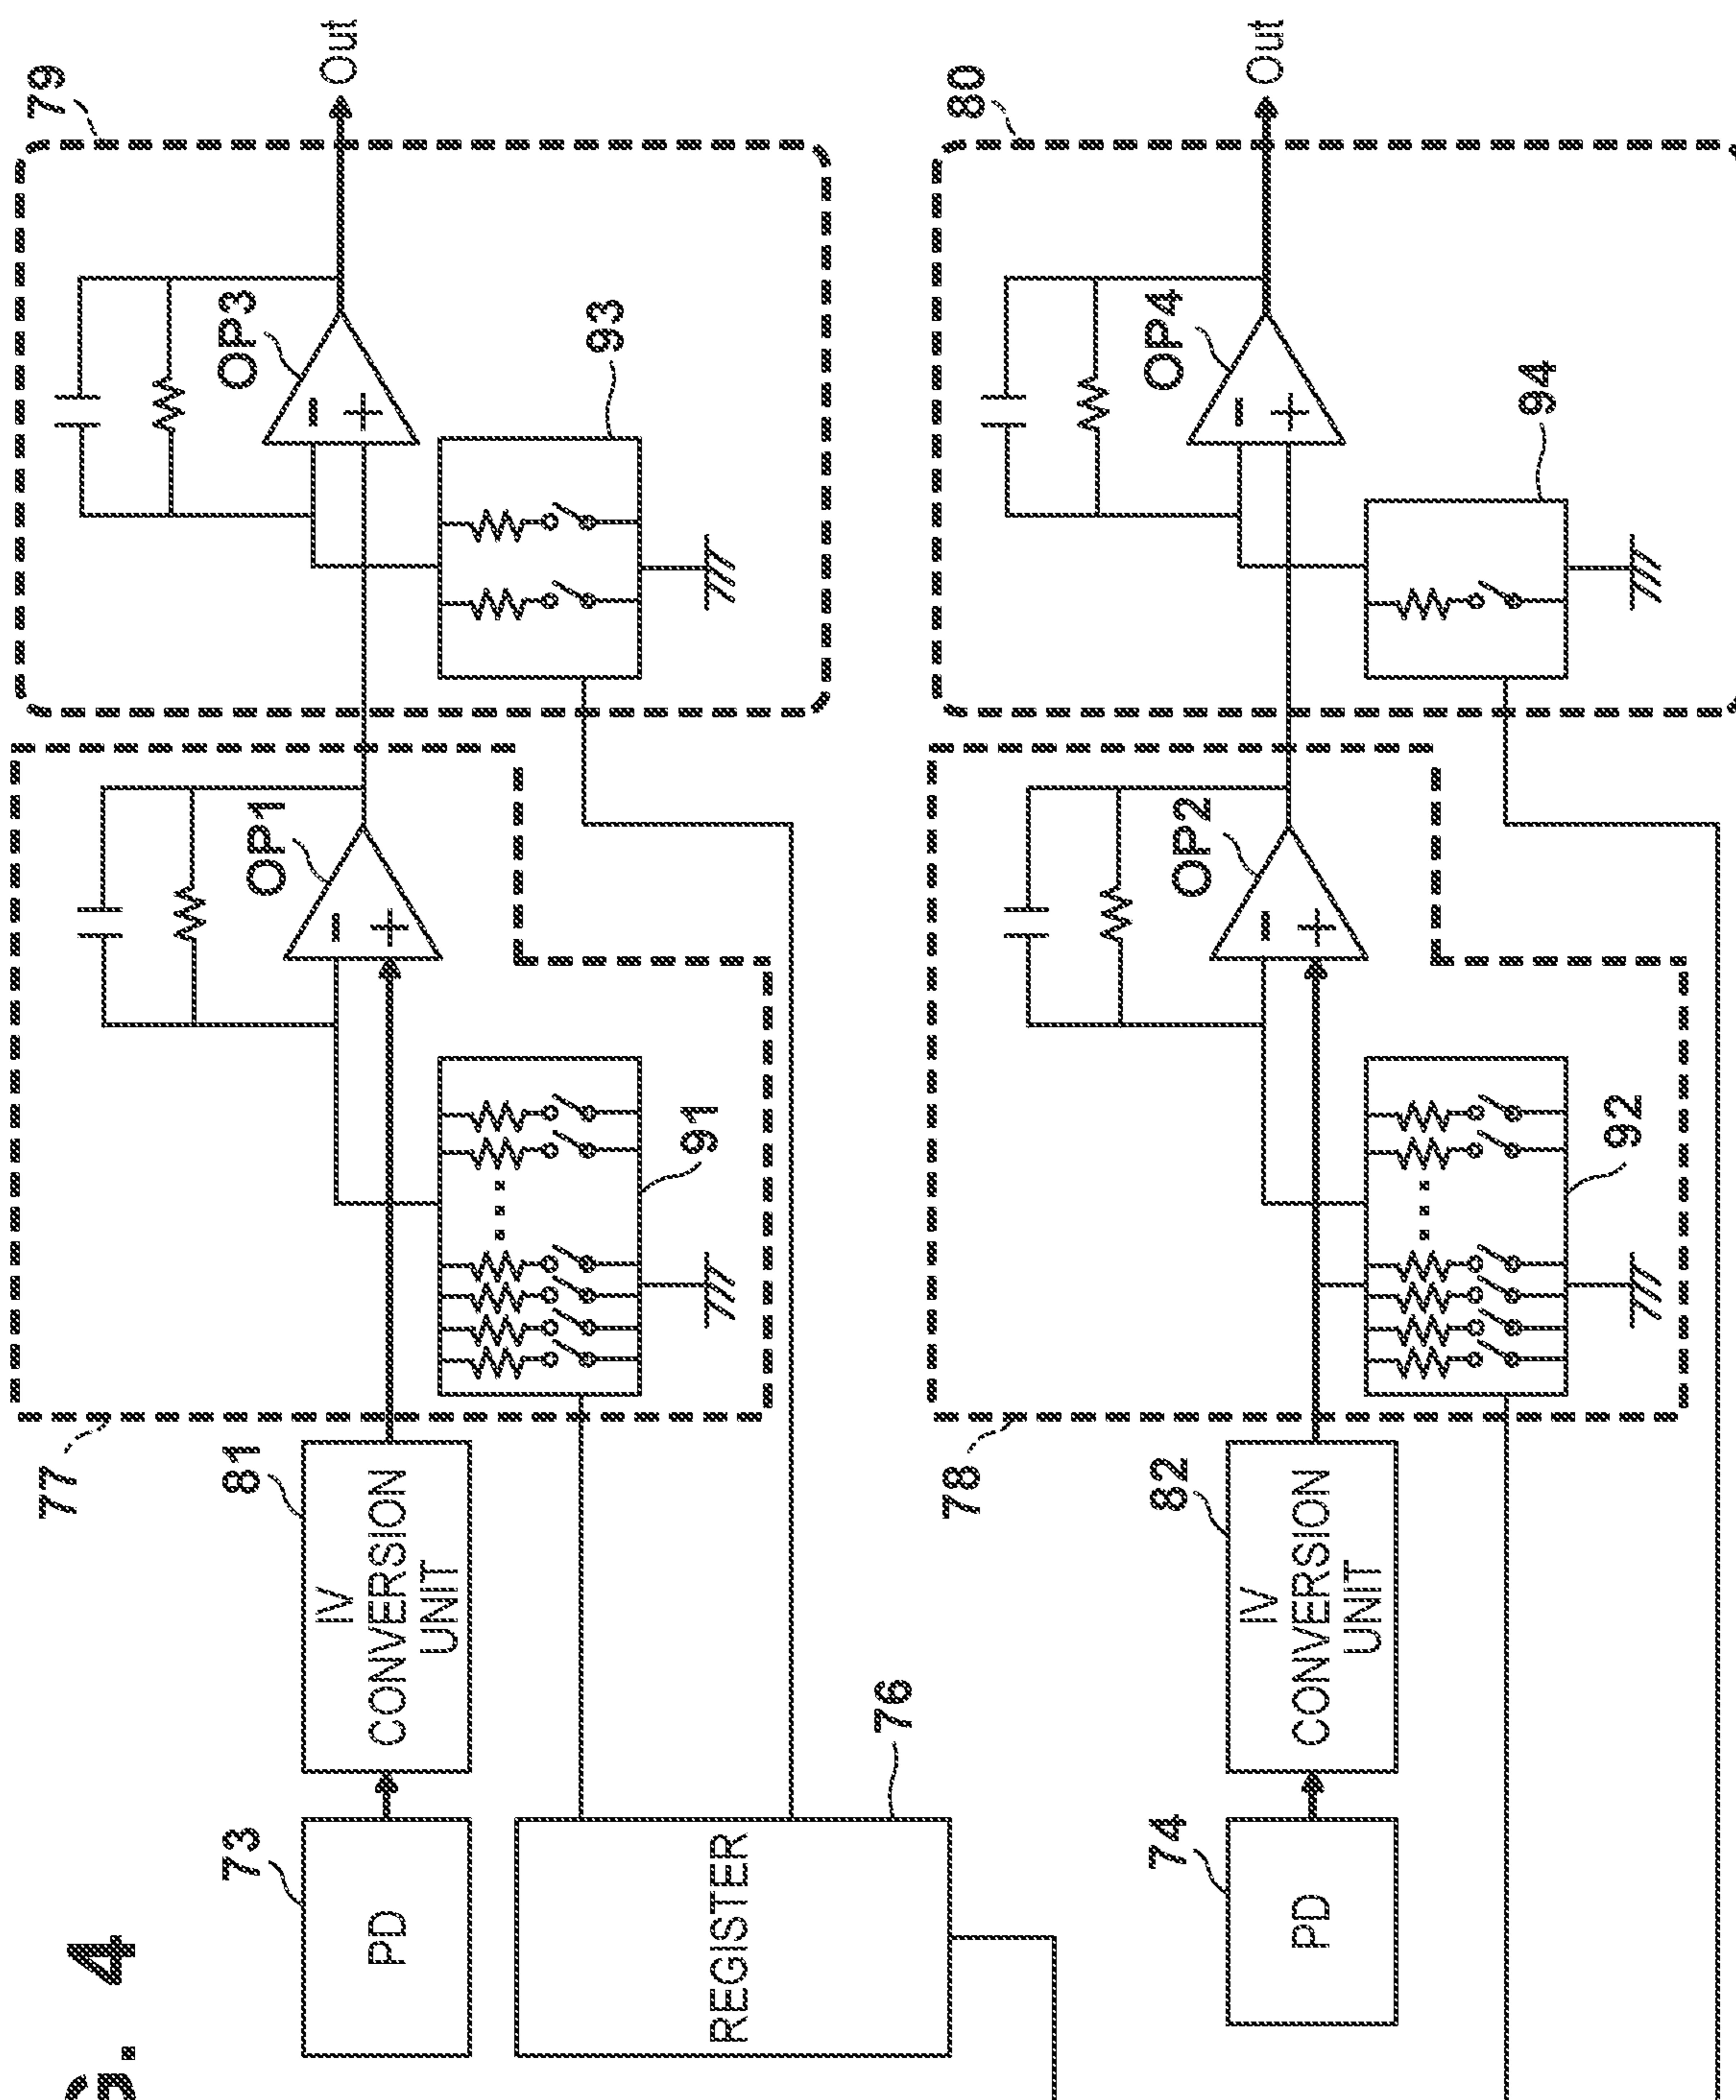 G. 4
73
PD
81
IV
CONVERSION
UNIT
77
OP1
−
+
91
79
OP3
−
+
93
Out
REGISTER
76
74
PD
82
IV
CONVERSION
UNIT
78
OP2
−
+
92
80
OP4
−
+
94
Out